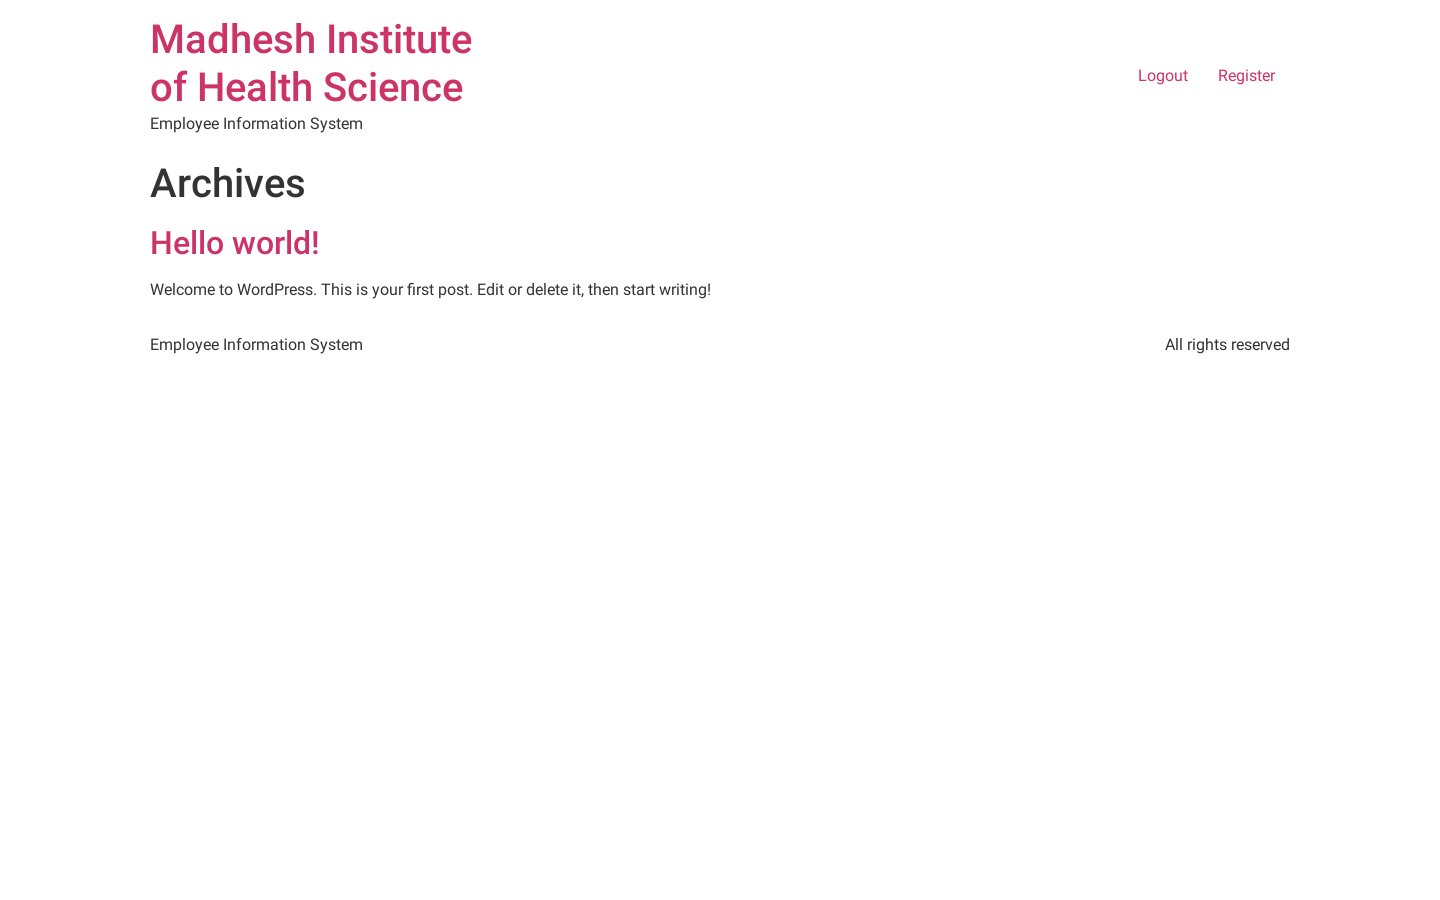 Madhesh Institute
of Health Science
Employee Information System
Logout Register
Archives
Hello world!
Welcome to WordPress. This is your first post. Edit or delete it, then start writing!
Employee Information System
All rights reserved